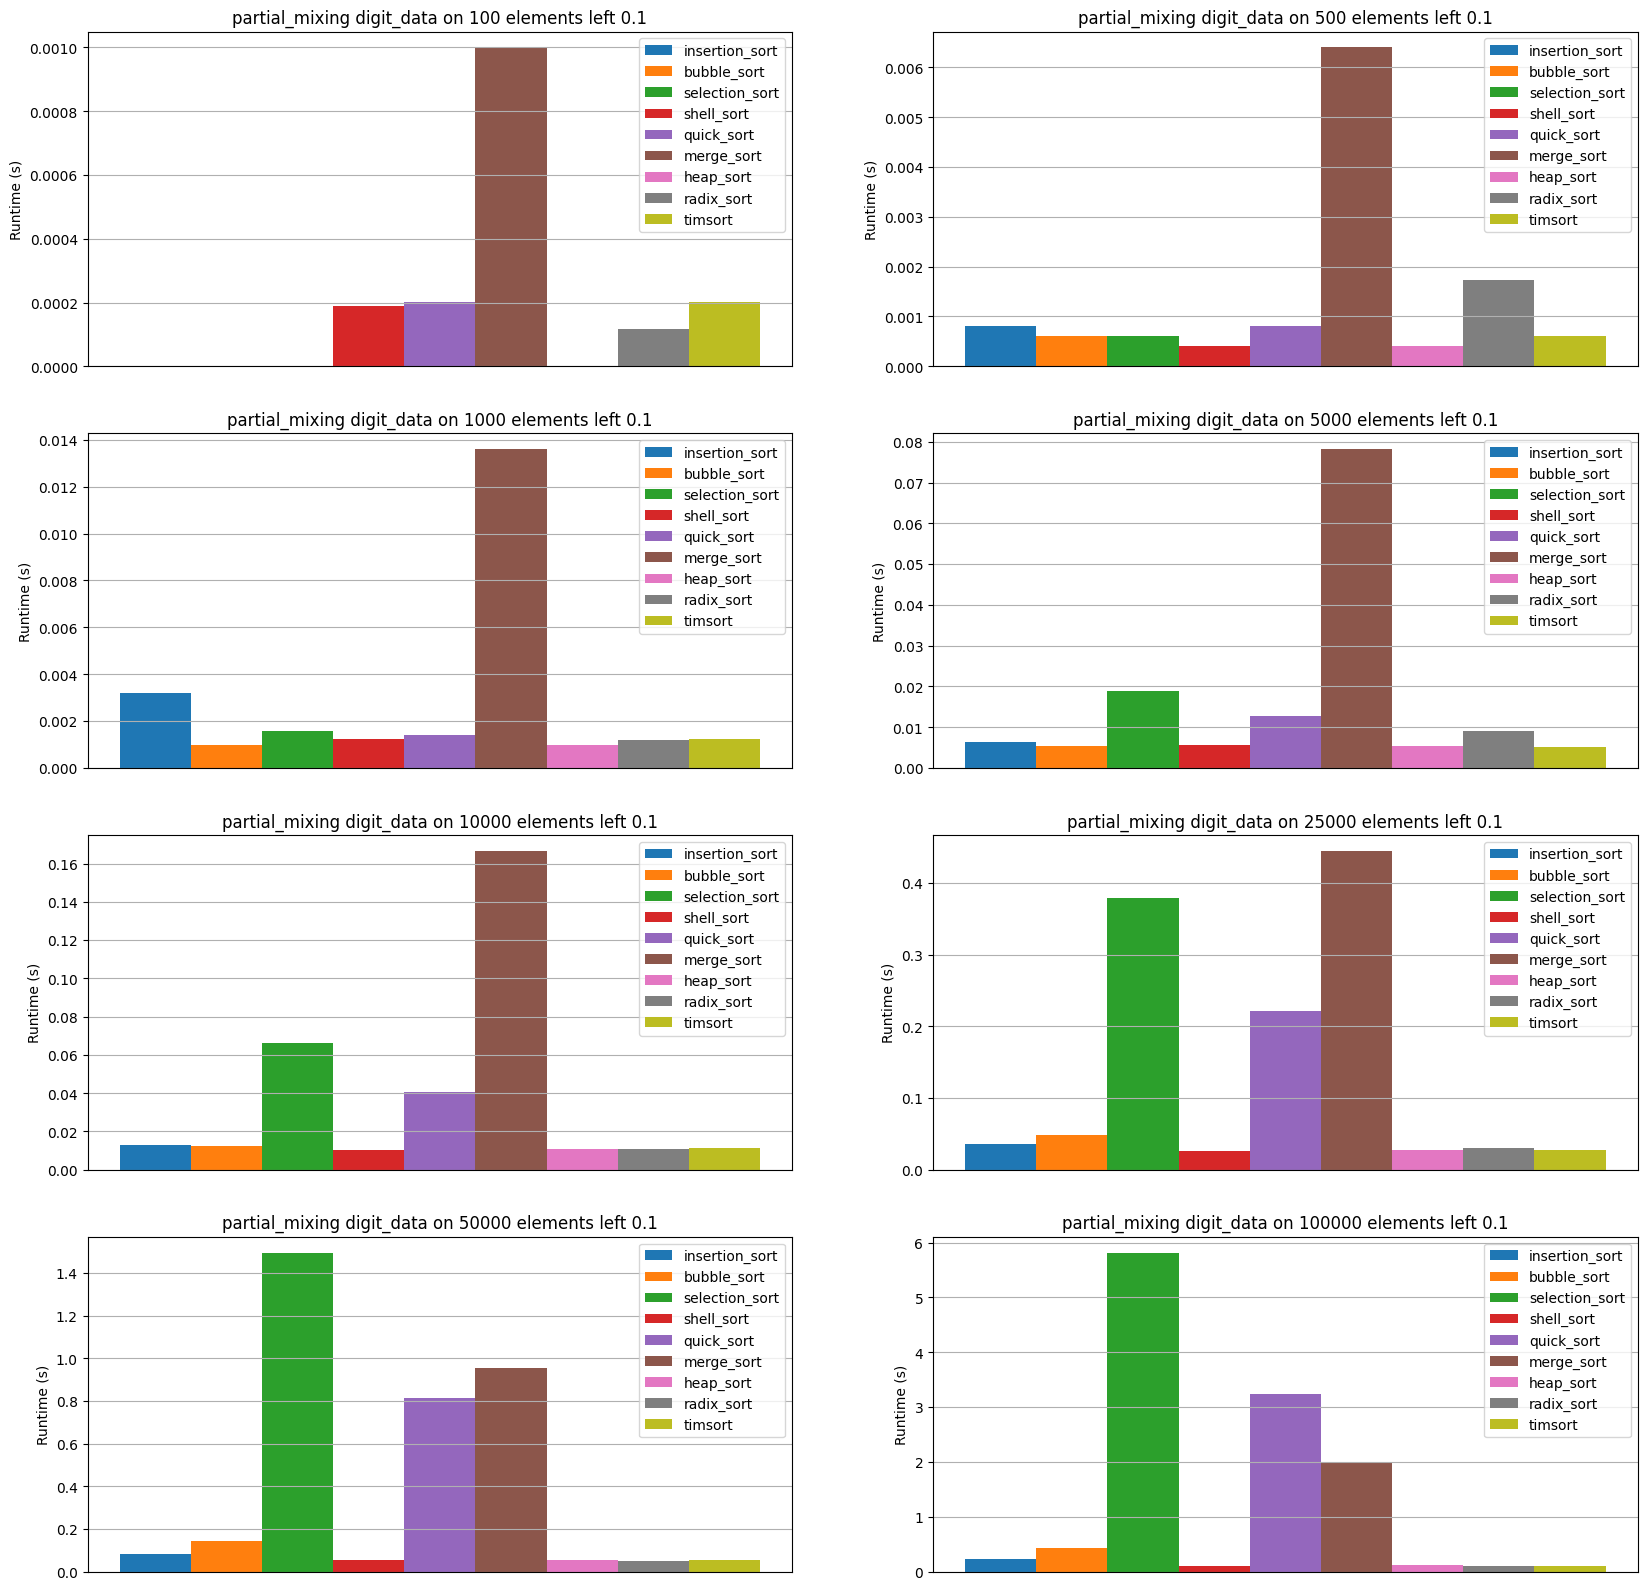 partial_mixing digit_data on 100 elements left 0.1
Runtime (s)
0.0010
0.0008
0.0006
0.0004
0.0002
0.0000
insertion_sort
bubble_sort
selection_sort
shell_sort
quick_sort
merge_sort
heap_sort
radix_sort
timsort
partial_mixing digit_data on 500 elements left 0.1
Runtime (s)
0.006
0.005
0.004
0.003
0.002
0.001
0.000
insertion_sort
bubble_sort
selection_sort
shell_sort
quick_sort
merge_sort
heap_sort
radix_sort
timsort
partial_mixing digit_data on 1000 elements left 0.1
Runtime (s)
0.014
0.012
0.010
0.008
0.006
0.004
0.002
0.000
insertion_sort
bubble_sort
selection_sort
shell_sort
quick_sort
merge_sort
heap_sort
radix_sort
timsort
partial_mixing digit_data on 5000 elements left 0.1
Runtime (s)
0.08
0.07
0.06
0.05
0.04
0.03
0.02
0.01
0.00
insertion_sort
bubble_sort
selection_sort
shell_sort
quick_sort
merge_sort
heap_sort
radix_sort
timsort
partial_mixing digit_data on 10000 elements left 0.1
Runtime (s)
0.16
0.14
0.12
0.10
0.08
0.06
0.04
0.02
0.00
insertion_sort
bubble_sort
selection_sort
shell_sort
quick_sort
merge_sort
heap_sort
radix_sort
timsort
partial_mixing digit_data on 25000 elements left 0.1
Runtime (s)
0.4
0.3
0.2
0.1
0.0
insertion_sort
bubble_sort
selection_sort
shell_sort
quick_sort
merge_sort
heap_sort
radix_sort
timsort
partial_mixing digit_data on 50000 elements left 0.1
Runtime (s)
1.4
1.2
1.0
0.8
0.6
0.4
0.2
0.0
insertion_sort
bubble_sort
selection_sort
shell_sort
quick_sort
merge_sort
heap_sort
radix_sort
timsort
partial_mixing digit_data on 100000 elements left 0.1
Runtime (s)
6
5
4
3
2
1
0
insertion_sort
bubble_sort
selection_sort
shell_sort
quick_sort
merge_sort
heap_sort
radix_sort
timsort